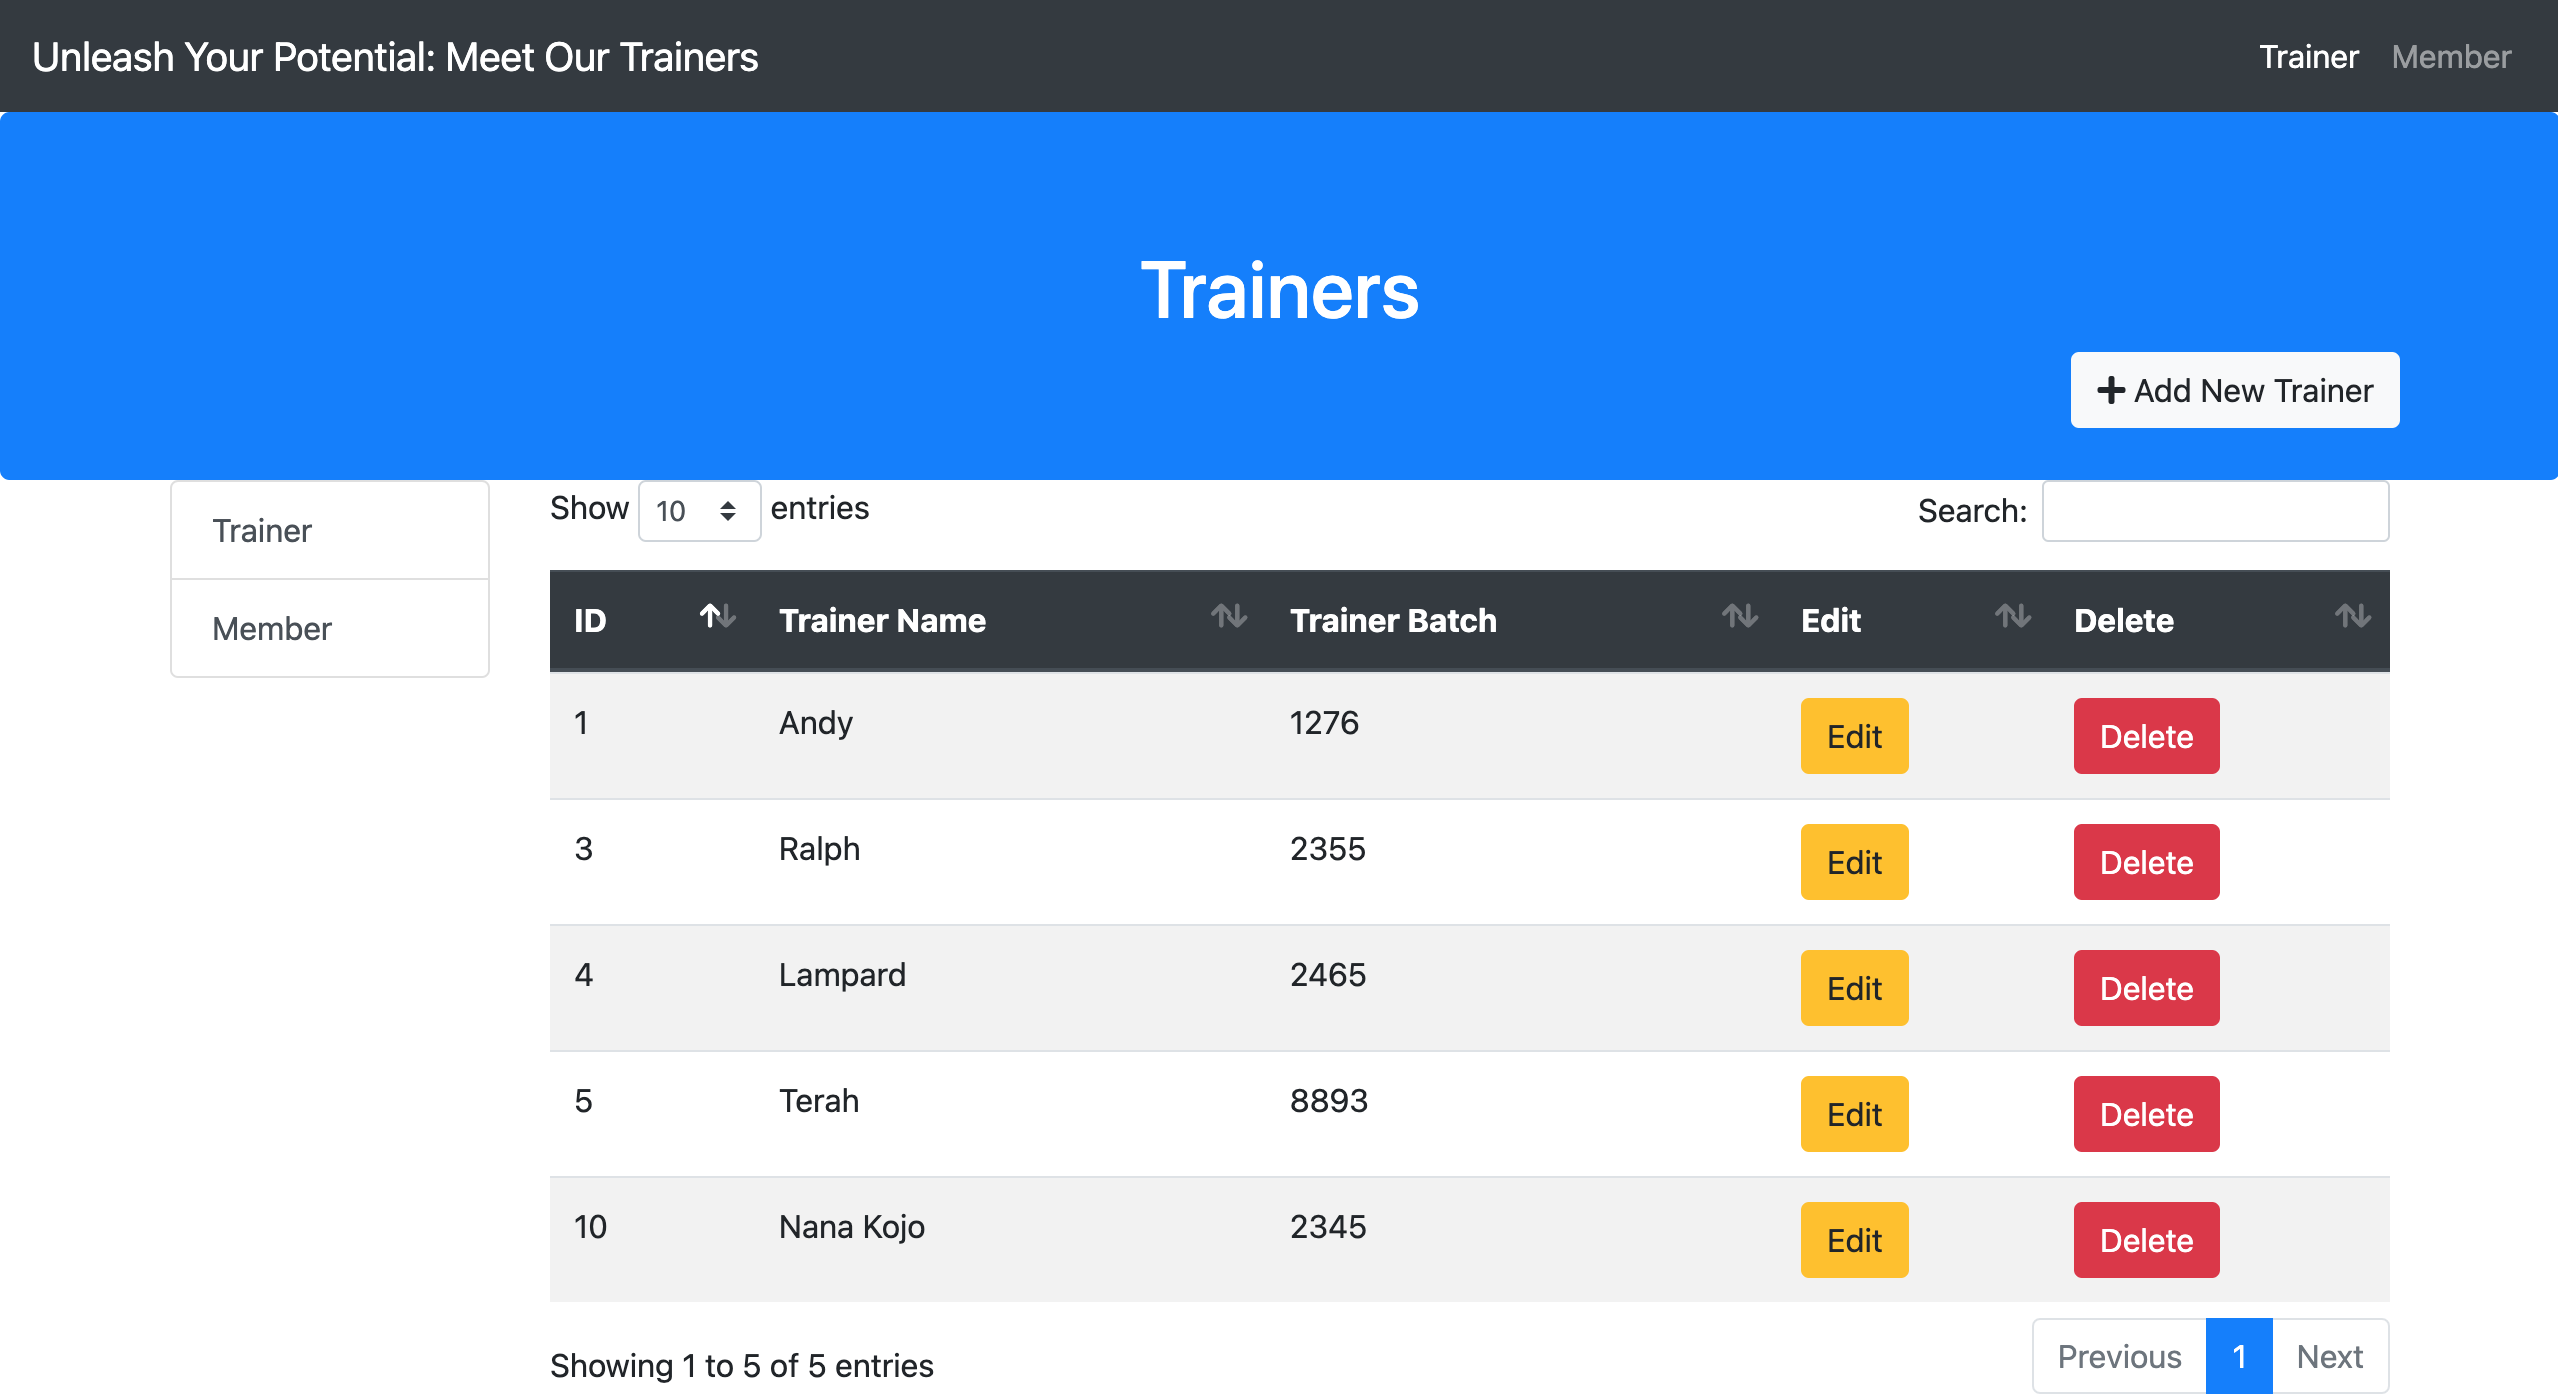 Unleash Your Potential: Meet Our Trainers Trainer Member
Trainers
Add New Trainer
Trainer
Member
Show 10 entries Search:
ID Trainer Name Trainer Batch Edit Delete
1 Andy 1276 Edit Delete
3 Ralph 2355 Edit Delete
4 Lampard 2465 Edit Delete
5 Terah 8893 Edit Delete
10 Nana Kojo 2345 Edit Delete
Showing 1 to 5 of 5 entries Previous 1 Next